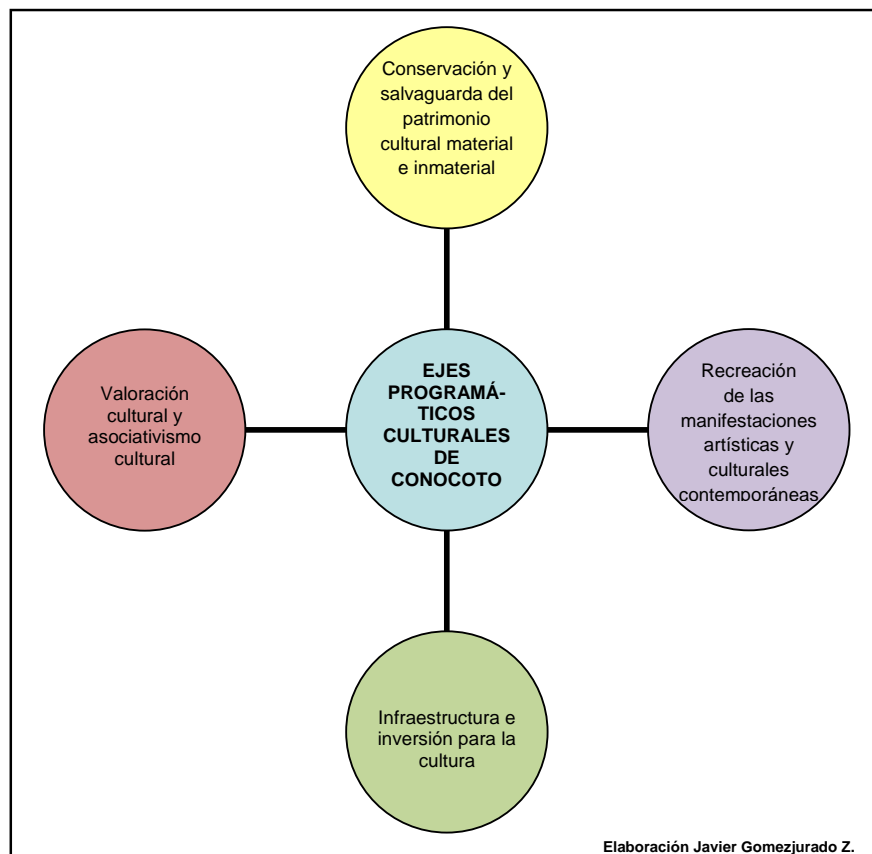 Conservación y
salvaguarda del
patrimonio
cultural material
e inmaterial
Valoración
cultural y
asociativismo
cultural
EJES
PROGRAMÁ-
TICOS
CULTURALES
DE
CONOCOTO
Recreación
de las
manifestaciones
artísticas y
culturales
contemporáneas
Infraestructura e
inversión para la
cultura
Elaboración Javier Gomezjurado Z.